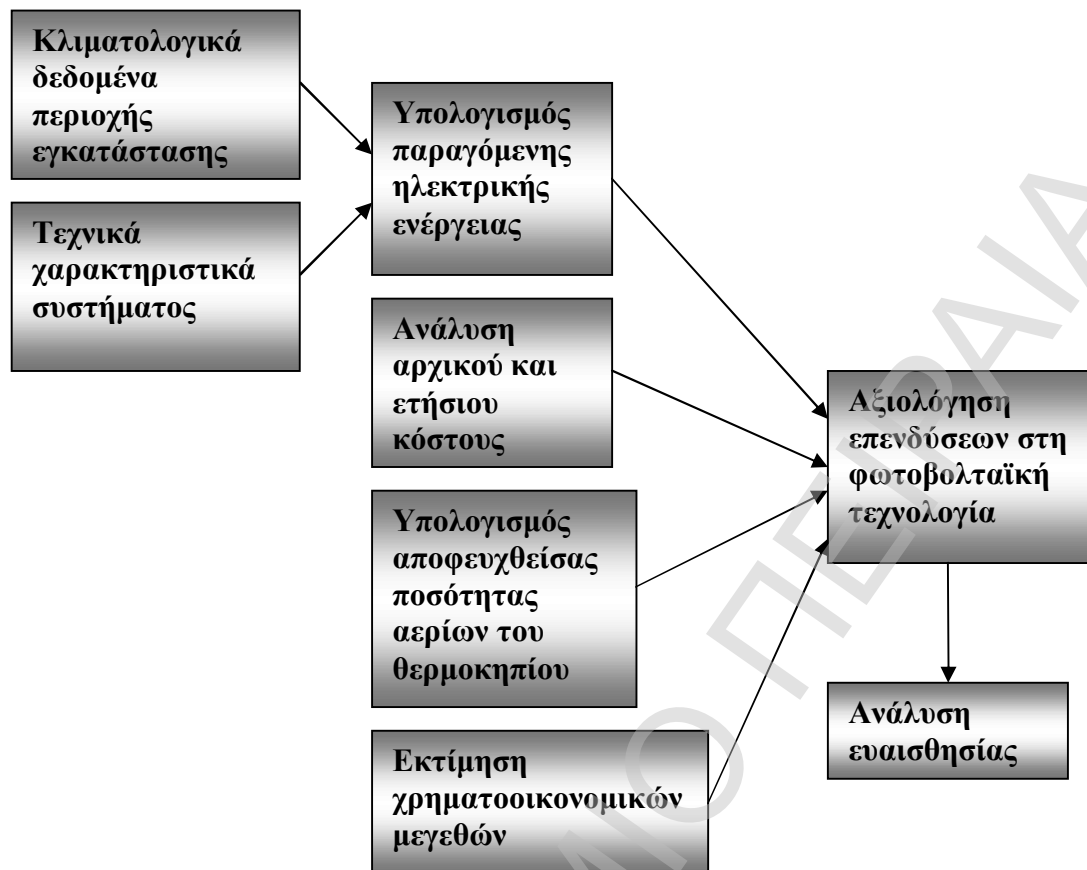 Κλιματολογικά
δεδομένα
περιοχής
εγκατάστασης
Τεχνικά
χαρακτηριστικά
συστήματος
Υπολογισμός
παραγόμενης
ηλεκτρικής
ενέργειας
Ανάλυση
αρχικού και
ετήσιου
κόστους
Υπολογισμός
αποφευχθείσας
ποσότητας
αερίων του
θερμοκηπίου
Εκτίμηση
χρηματοοικονομικών
μεγεθών
Αξιολόγηση
επενδύσεων στη
φωτοβολταϊκή
τεχνολογία
Ανάλυση
ευαισθησίας
ΠΕΙΡΑΙΑ